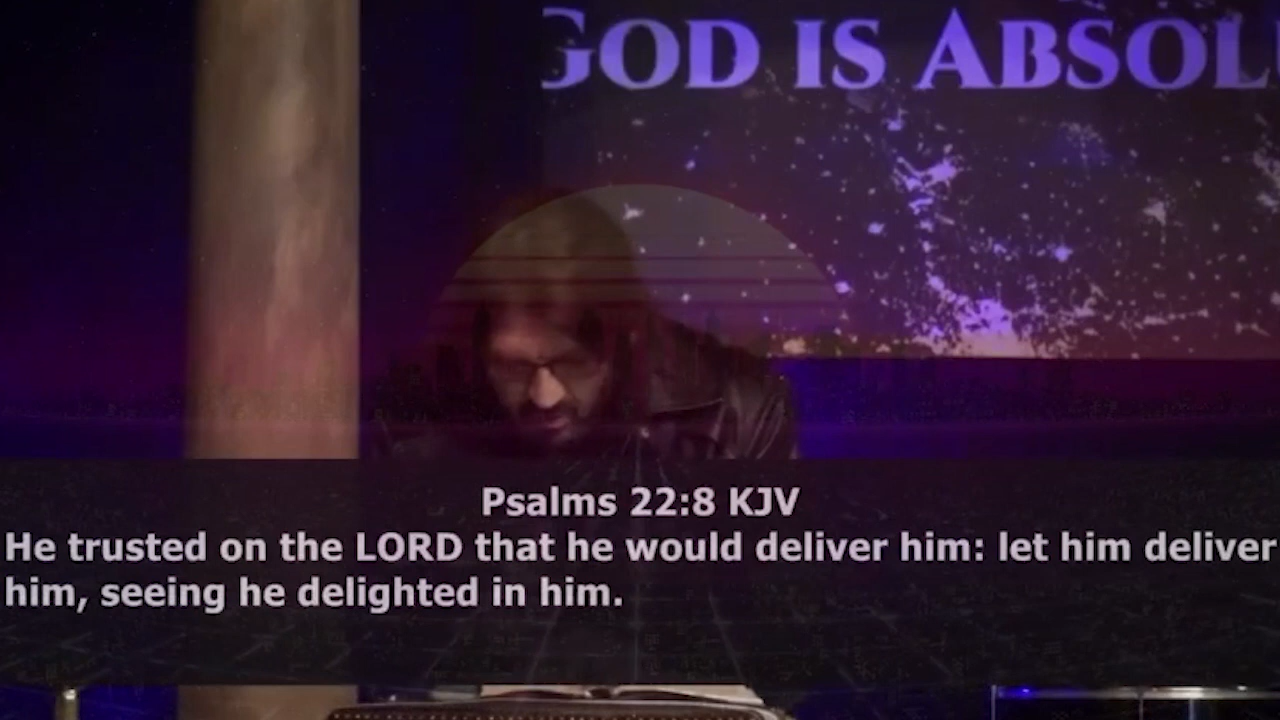 GOD IS ABSOL
Psalms 22:8 KJV
He trusted on the LORD that he would deliver him: let him deliver
him, seeing he delighted in him.